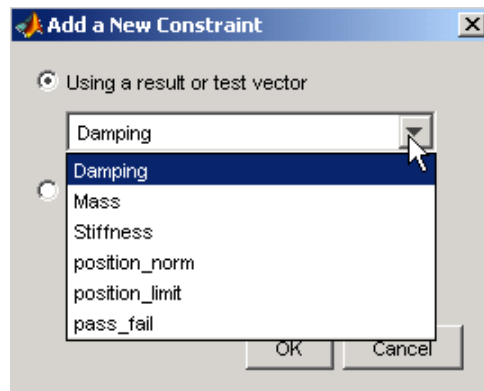 Add a New Constraint
Using a result or test vector
Damping
Damping
Mass
Stiffness
position_norm
position_limit
pass_fail
OK
Cancel